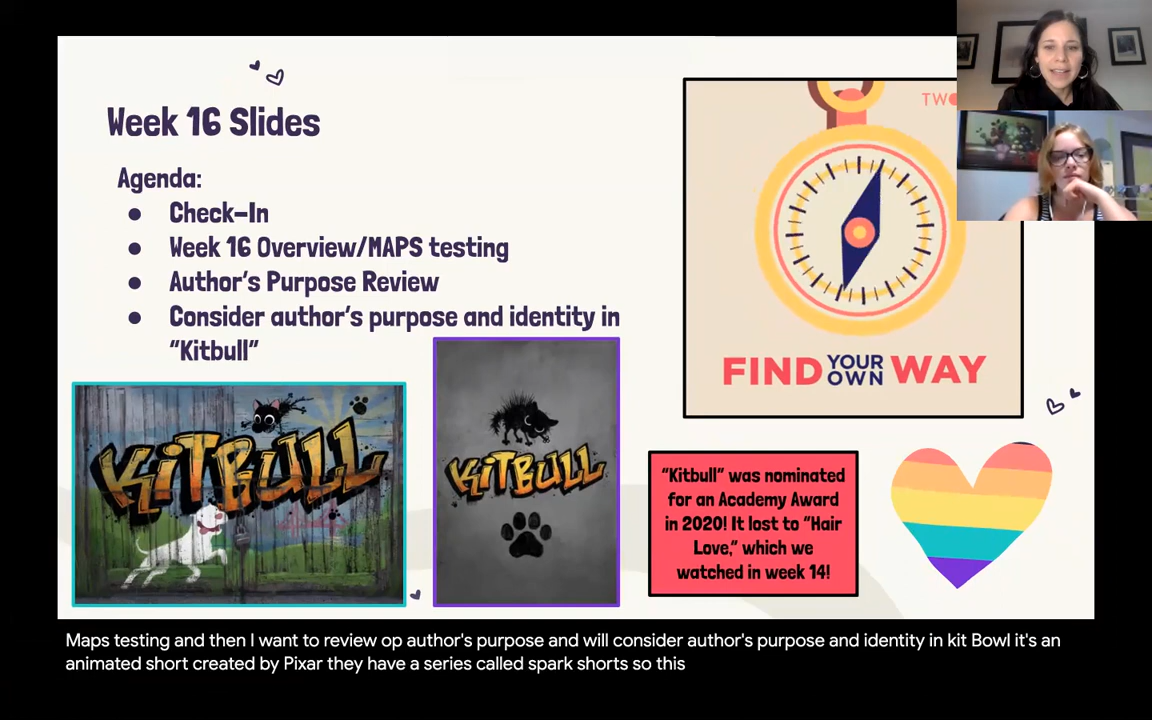 Week 16 Slides
Agenda:
● Check-In
● Week 16 Overview/MAPS testing
● Author's Purpose Review
● Consider author's purpose and identity in
"Kitbull"
KITBULL
KITBULL
FIND YOUR OWN WAY
"Kitbull" was nominated
for an Academy Award
in 2020! It lost to "Hair
Love," which we
watched in week 14!
Maps testing and then I want to review op author's purpose and will consider author's purpose and identity in kit Bowl it's an
animated short created by Pixar they have a series called spark shorts so this